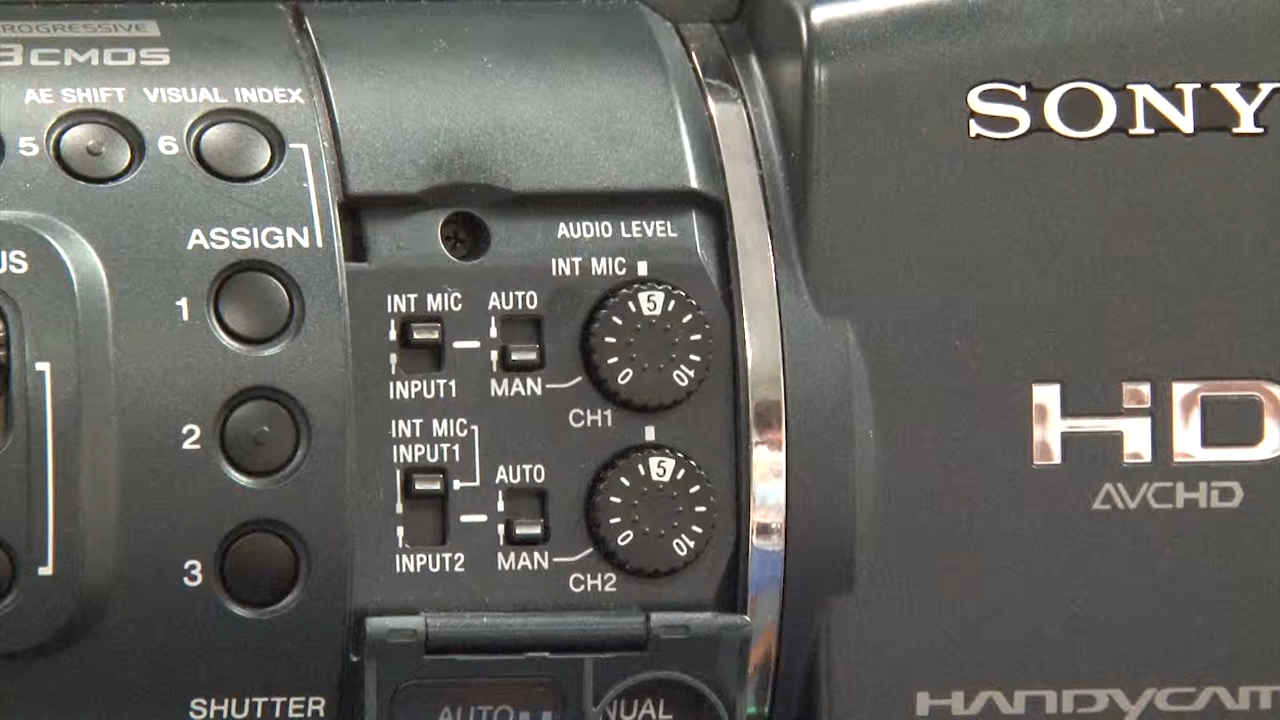 PROGRESSIVE
3CMOS
AE SHIFT VISUAL INDEX
5 6
ASSIGN
1
2
3
SHUTTER
AUDIO LEVEL
INT MIC
INT MIC AUTO
5
0 10
INPUT1 MAN
CH1
INT MIC
INPUT1
AUTO
5
0 10
INPUT2 MAN
CH2
AUTO
SONY
HD
AVCHD
HANDYCAM